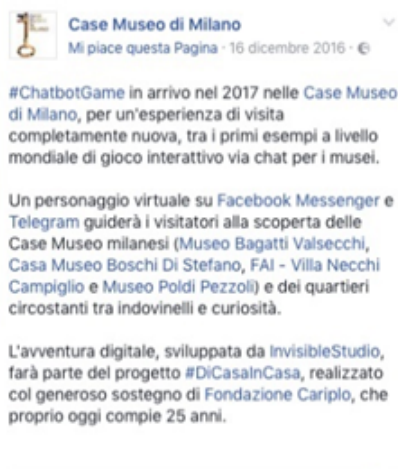 Case Museo di Milano
Mi piace questa Pagina · 16 dicembre 2016 ·
#ChatbotGame in arrivo nel 2017 nelle Case Museo
di Milano, per un'esperienza di visita
completamente nuova, tra i primi esempi a livello
mondiale di gioco interattivo via chat per i musei.
Un personaggio virtuale su Facebook Messenger e
Telegram guiderà i visitatori alla scoperta delle
Case Museo milanesi (Museo Bagatti Valsecchi,
Casa Museo Boschi Di Stefano, FAI - Villa Necchi
Campiglio e Museo Poldi Pezzoli) e dei quartieri
circostanti tra indovinelli e curiosità.
L'avventura digitale, sviluppata da InvisibleStudio,
farà parte del progetto #DiCasaInCasa, realizzato
col generoso sostegno di Fondazione Cariplo, che
proprio oggi compie 25 anni.